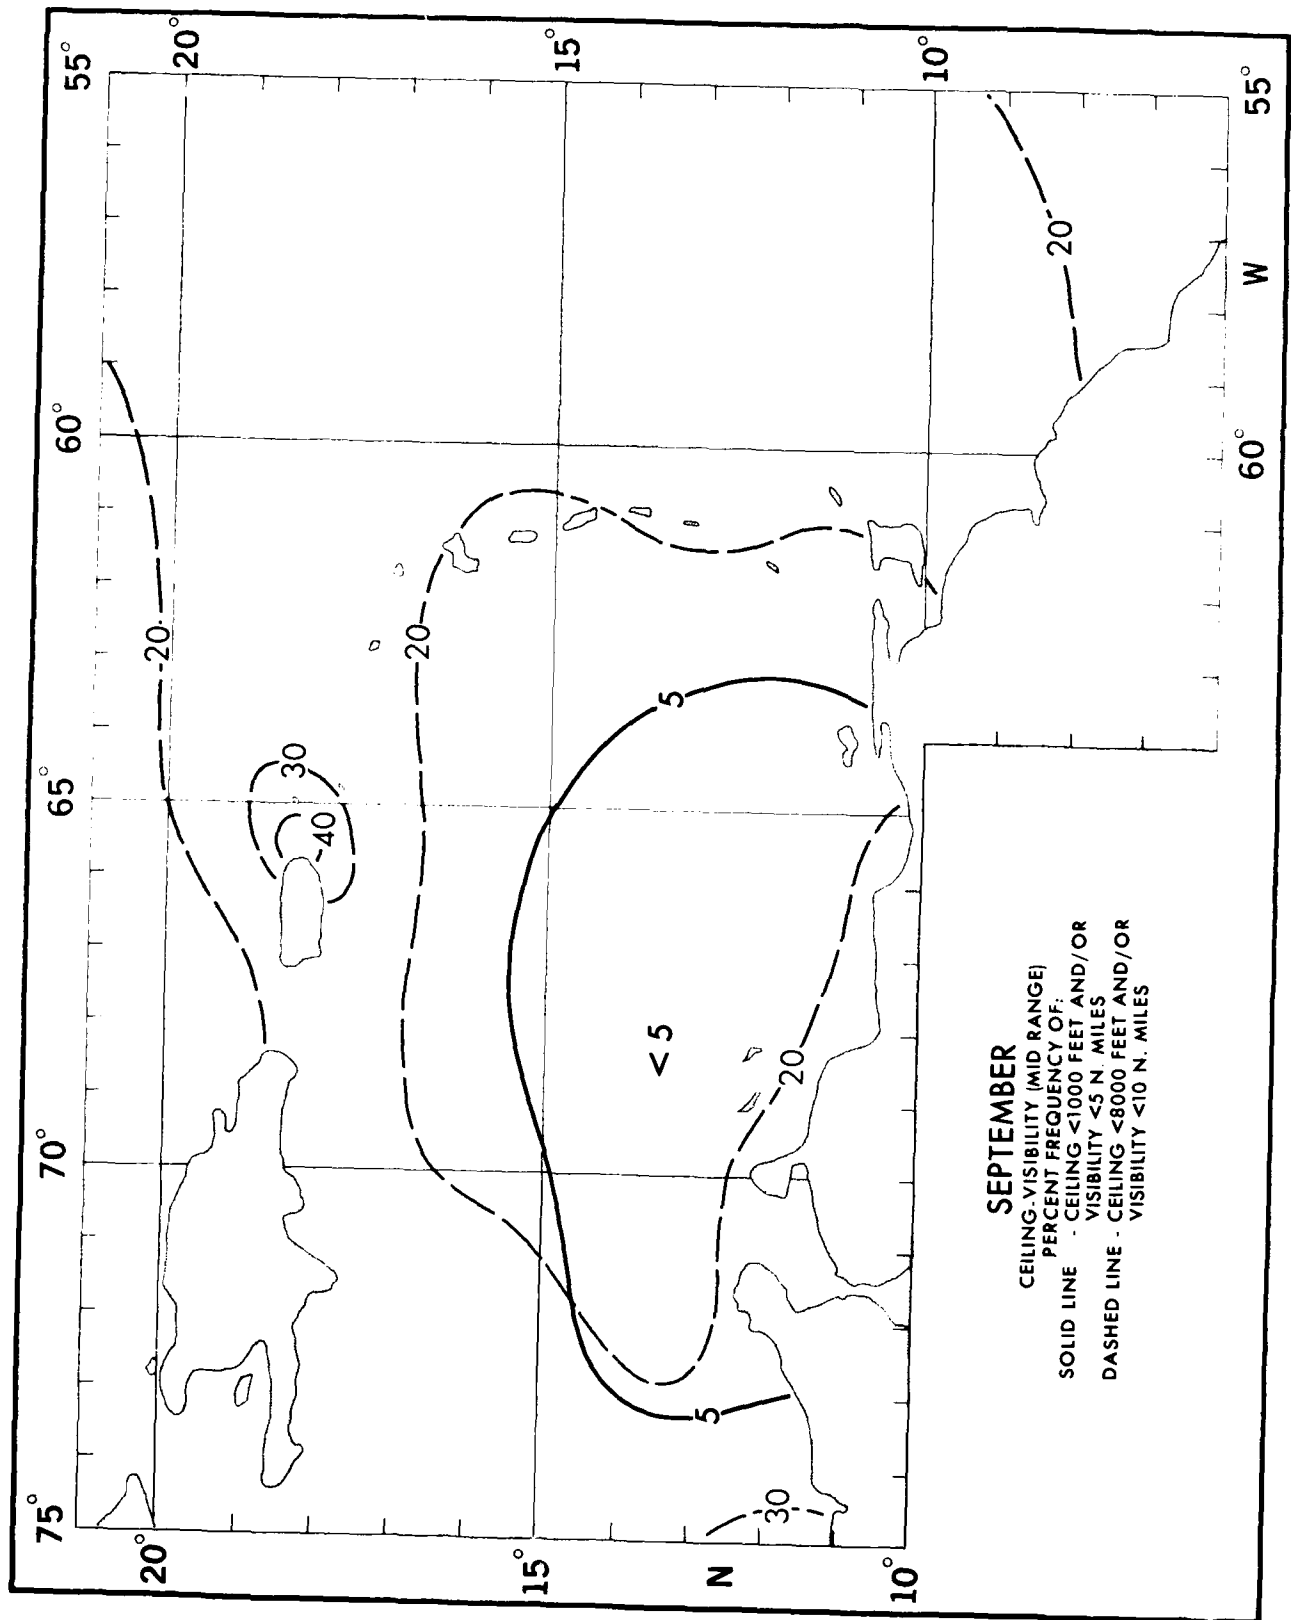 75°
70°
65°
60°
55°
20°
20°
20
30
40
20
15°
15°
5
<5
20
5
30
N
10°
10°
20
60°
W
55°
SEPTEMBER
CEILING-VISIBILITY (MID RANGE)
PERCENT FREQUENCY OF:
SOLID LINE - CEILING <1000 FEET AND/OR
VISIBILITY <5 N. MILES
DASHED LINE - CEILING <8000 FEET AND/OR
VISIBILITY <10 N. MILES